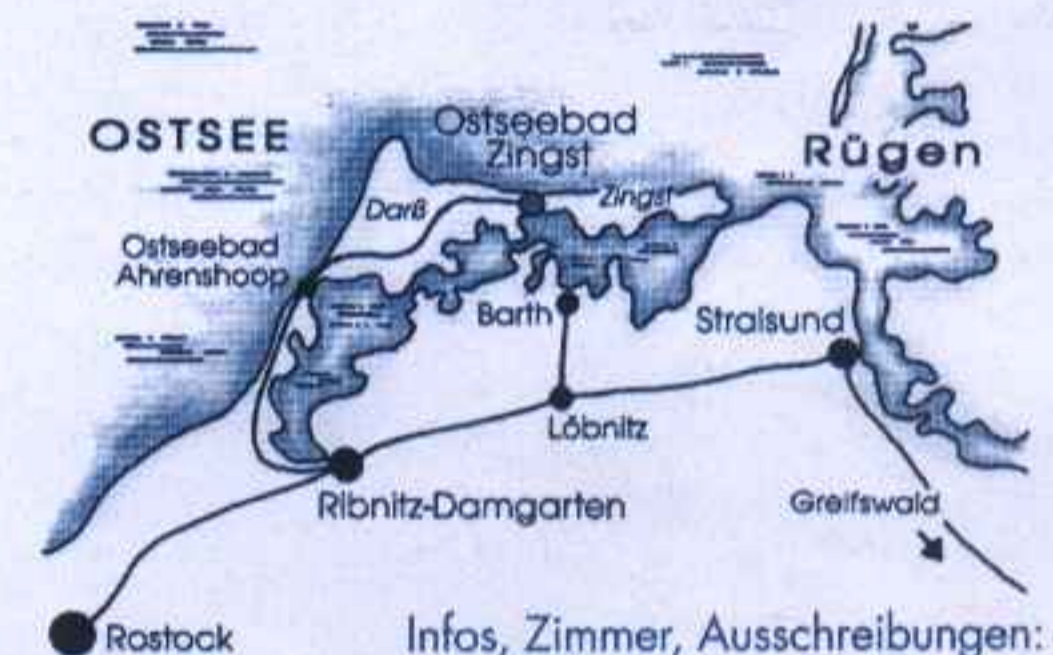 OSTSEE
Ostseebad
Zingst
Rügen
Darß
Zingst
Ostseebad
Ahrenshoop
Barth
Stralsund
Löbnitz
Ribnitz-Damgarten
Greifswald
Rostock
Infos, Zimmer, Ausschreibungen: